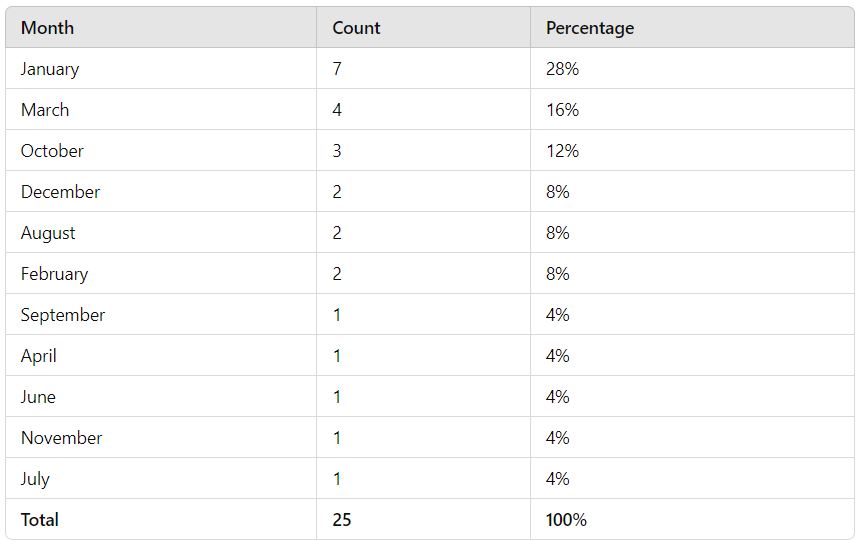 Month Count Percentage
January 7 28%
March 4 16%
October 3 12%
December 2 8%
August 2 8%
February 2 8%
September 1 4%
April 1 4%
June 1 4%
November 1 4%
July 1 4%
Total 25 100%